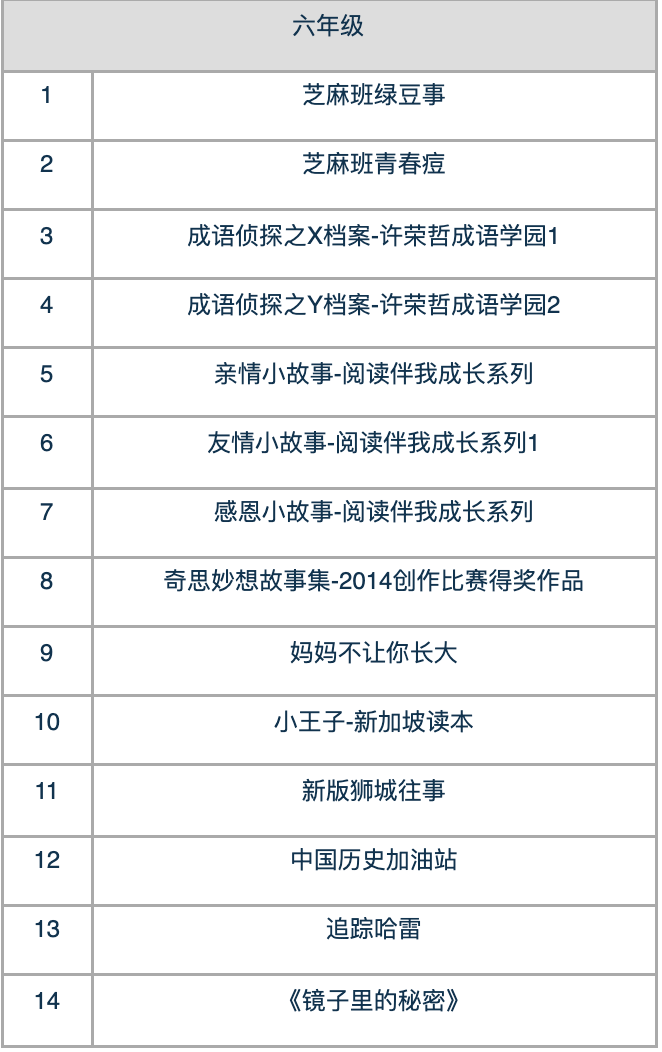 六年级
1 芝麻班绿豆事
2 芝麻班青春痘
3 成语侦探之X档案-许荣哲成语学园1
4 成语侦探之Y档案-许荣哲成语学园2
5 亲情小故事-阅读伴我成长系列
6 友情小故事-阅读伴我成长系列1
7 感恩小故事-阅读伴我成长系列
8 奇思妙想故事集-2014创作比赛得奖作品
9 妈妈不让你长大
10 小王子-新加坡读本
11 新版狮城往事
12 中国历史加油站
13 追踪哈雷
14 《镜子里的秘密》